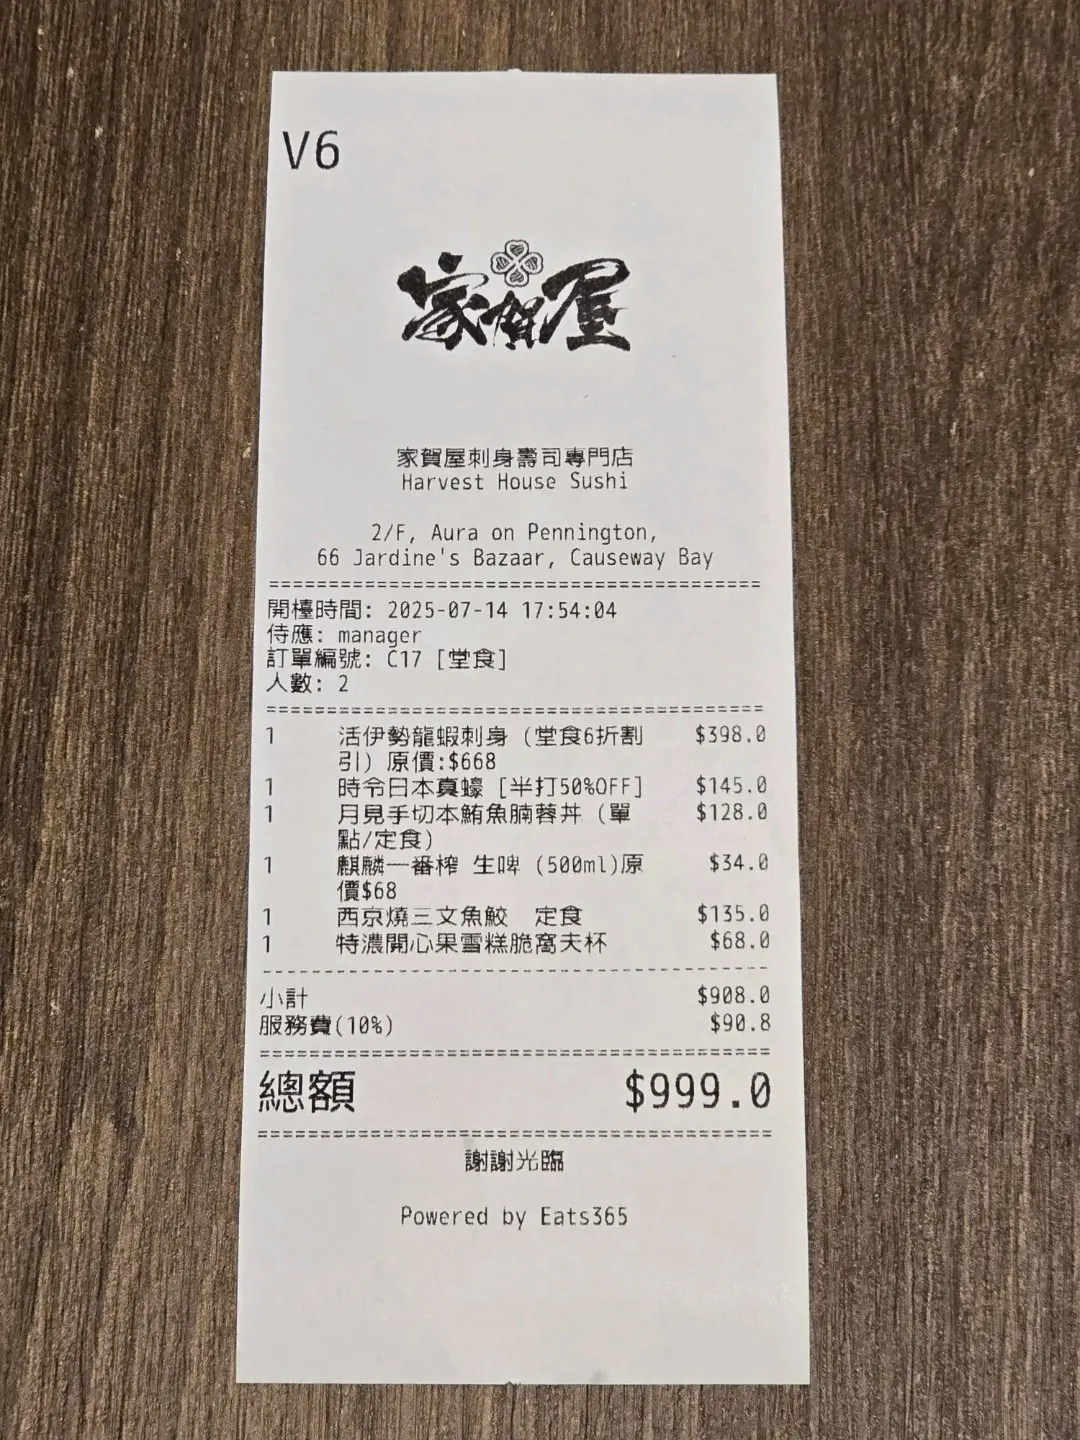 V6
家賀屋
家賀屋刺身壽司專門店
Harvest House Sushi
2/F, Aura on Pennington,
66 Jardine's Bazaar, Causeway Bay
========================================
開檯時間: 2025-07-14 17:54:04
侍應: manager
訂單編號: C17 [堂食]
人數: 2
========================================
1 活伊勢龍蝦刺身 (堂食6折割 $398.0
引) 原價:$668
1 時令日本真蠔 [半打50%OFF] $145.0
1 月見手切本鮪魚腩蓉丼 (單 $128.0
點/定食)
1 麒麟一番榨 生啤 (500ml)原 $34.0
價$68
1 西京燒三文魚鮫 定食 $135.0
1 特濃開心果雪糕脆窩夫杯 $68.0
----------------------------------------
小計 $908.0
服務費(10%) $90.8
========================================
總額 $999.0
========================================
謝謝光臨
Powered by Eats365